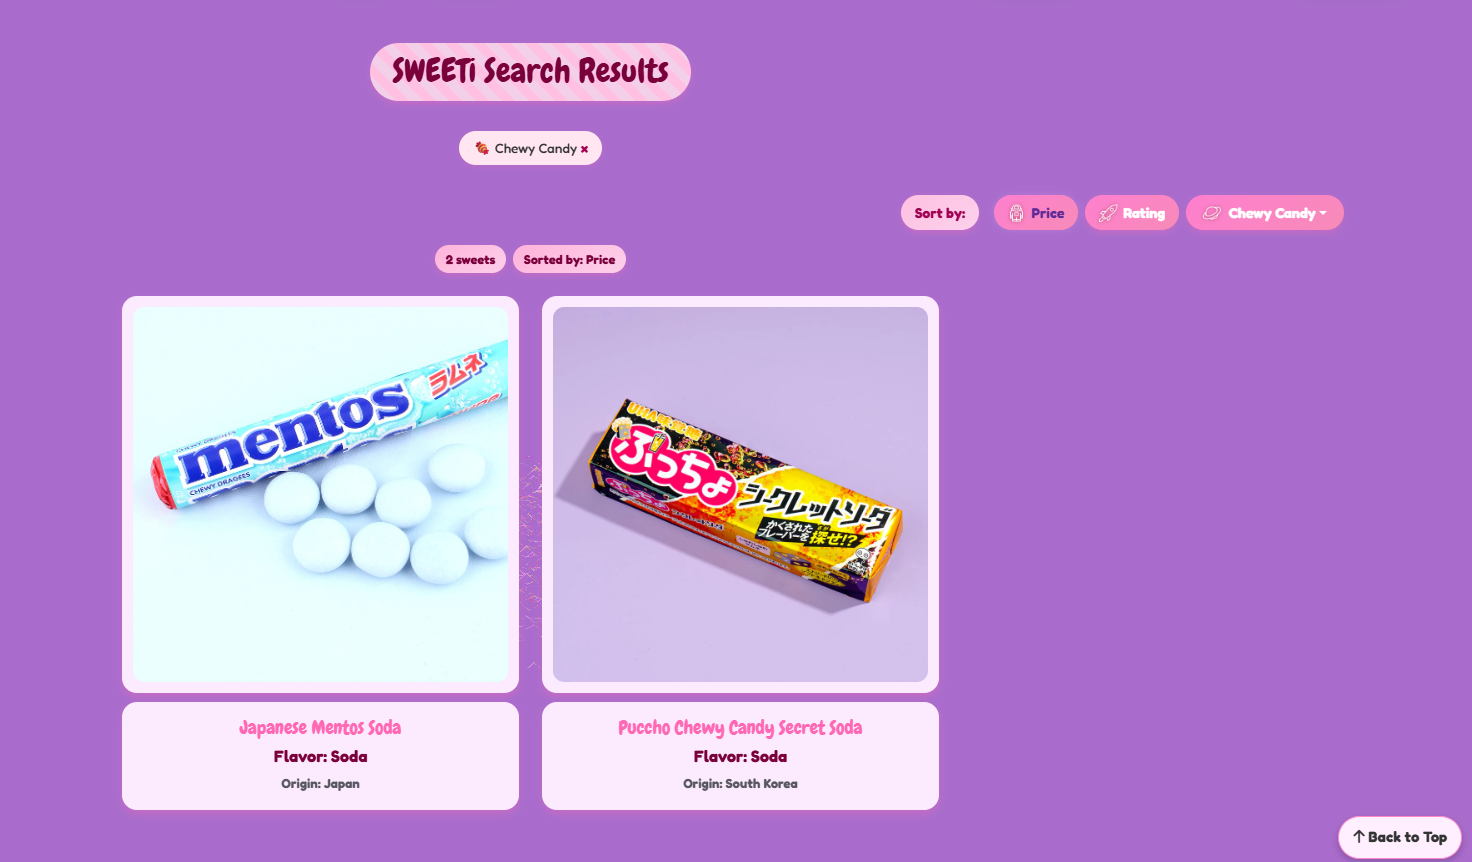 SWEETi Search Results
Chewy Candy ✖
Sort by:
Price
Rating
Chewy Candy
2 sweets
Sorted by: Price
mentos
ラムネ
CHEWY DRAGEES
UHA味覚糖
ぷっちょ
シークレットソーダ
かくされた
フレーバーを
探せ!?
Japanese Mentos Soda
Flavor: Soda
Origin: Japan
Puccho Chewy Candy Secret Soda
Flavor: Soda
Origin: South Korea
↑ Back to Top